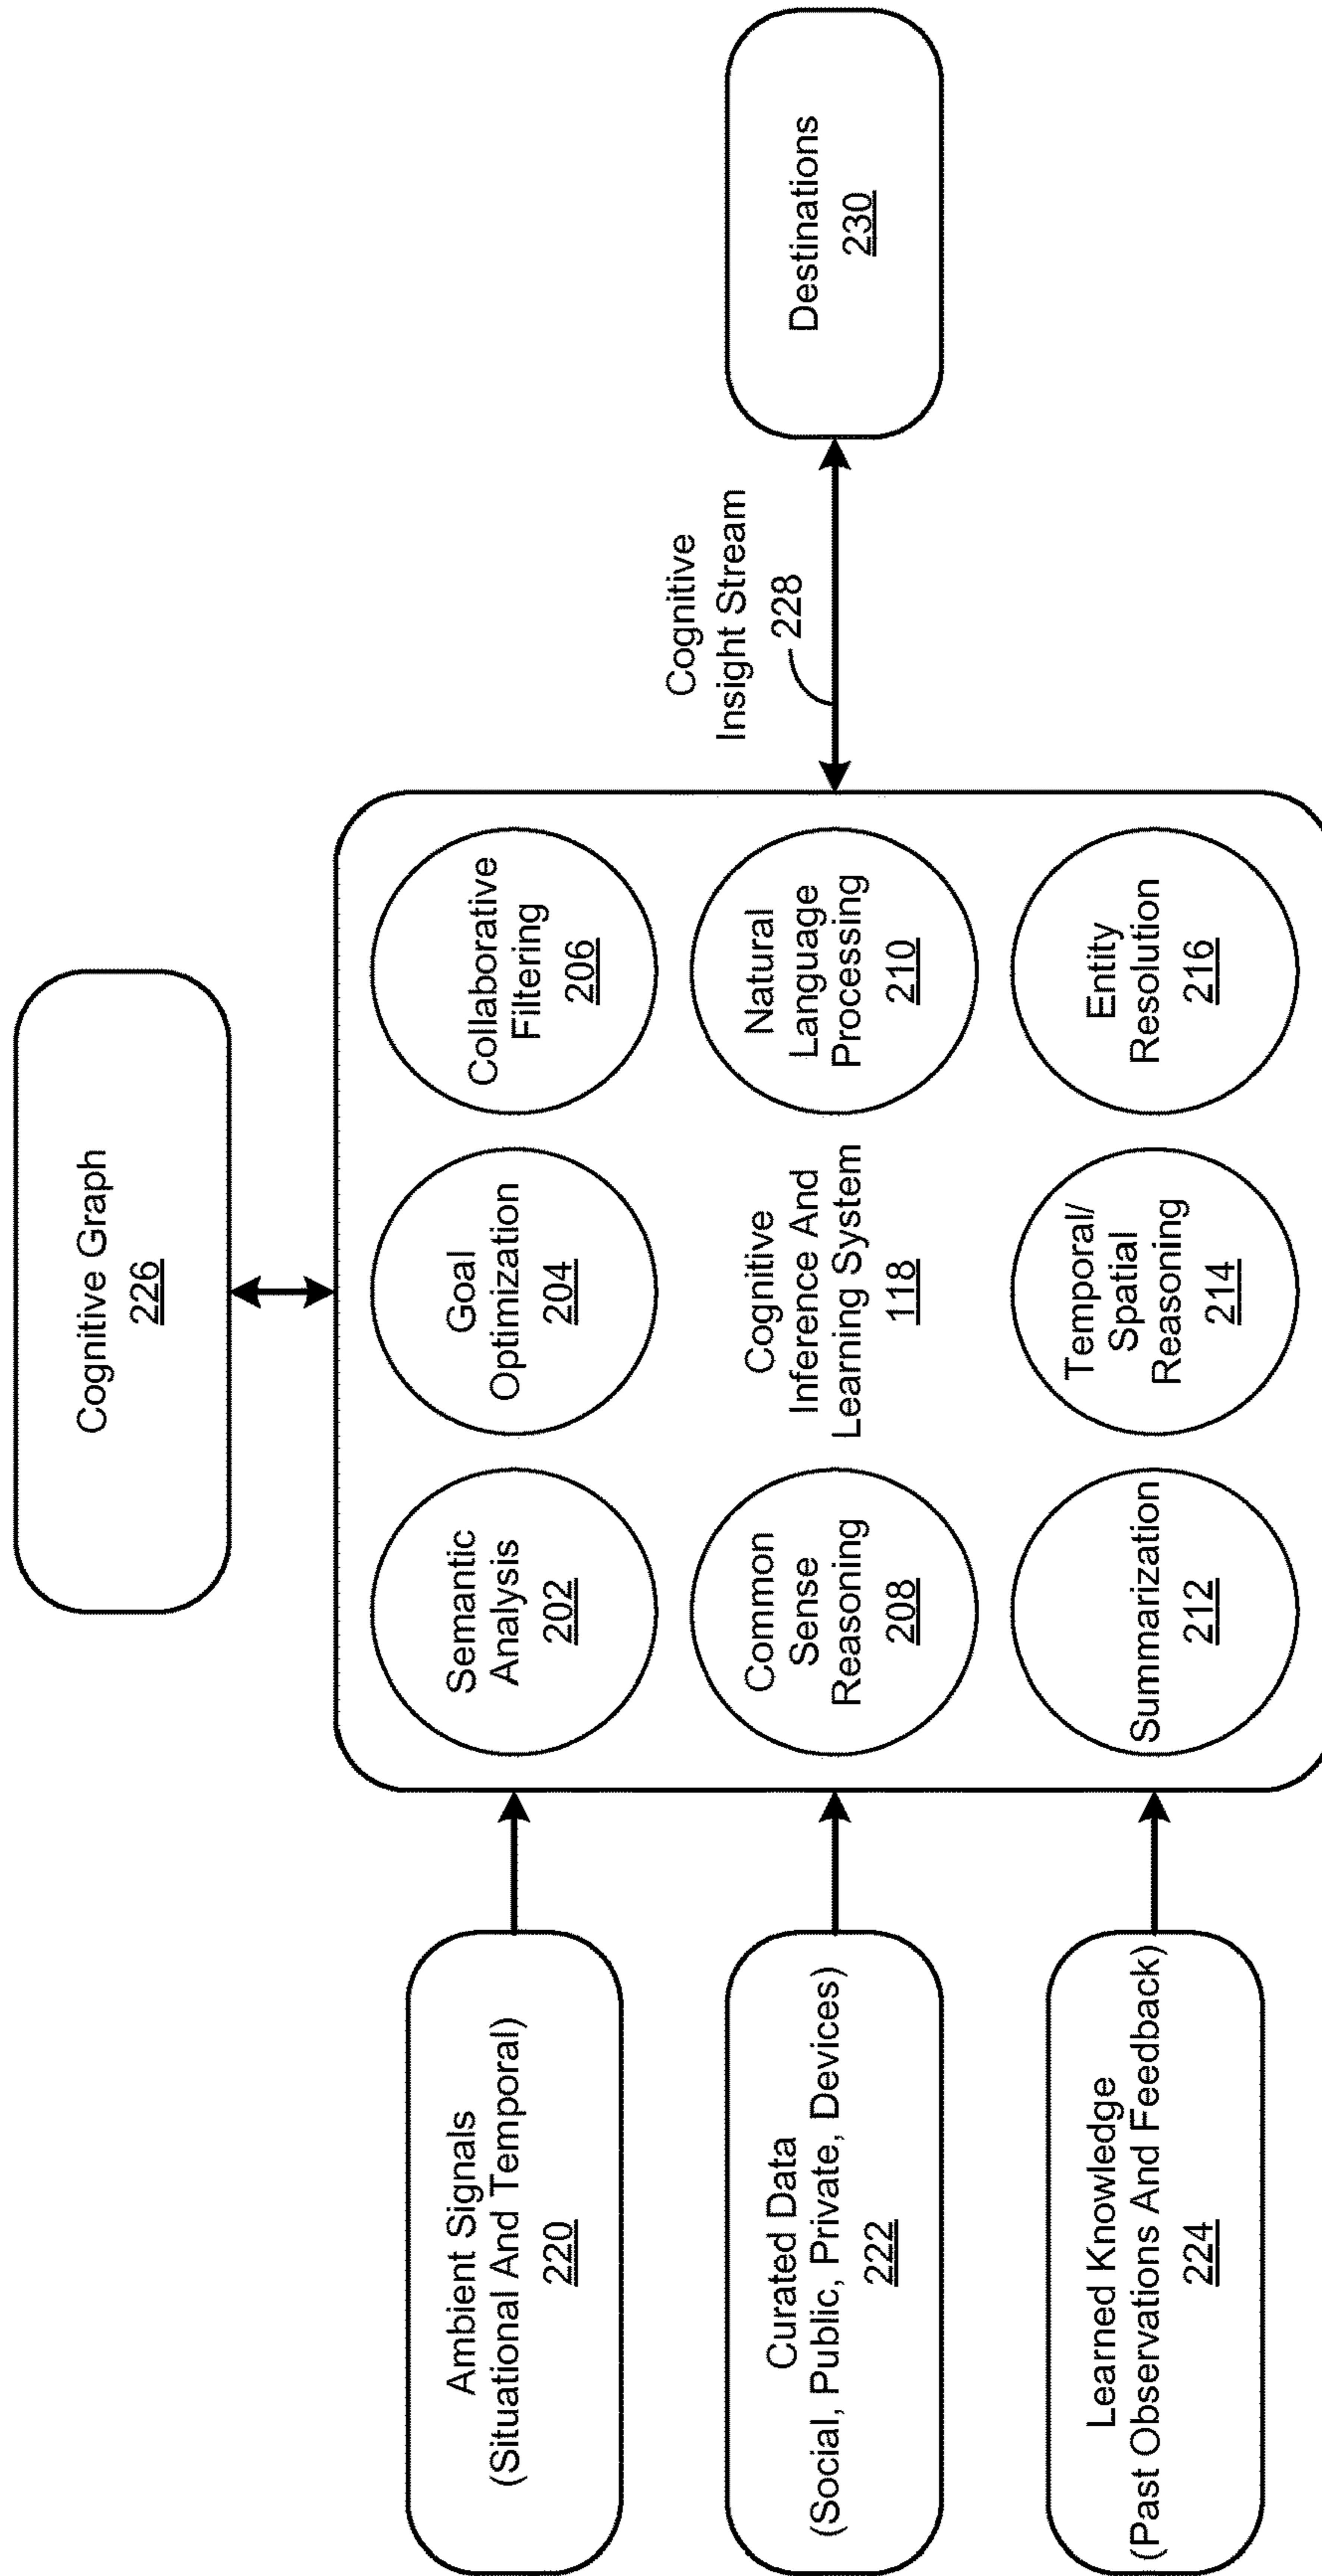 Cognitive Graph
226
Ambient Signals
(Situational And Temporal)
220
Curated Data
(Social, Public, Private, Devices)
222
Learned Knowledge
(Past Observations And Feedback)
224
Semantic
Analysis
202
Goal
Optimization
204
Collaborative
Filtering
206
Common
Sense
Reasoning
208
Cognitive
Inference And
Learning System
118
Natural
Language
Processing
210
Summarization
212
Temporal/
Spatial
Reasoning
214
Entity
Resolution
216
Cognitive
Insight Stream
228
Destinations
230